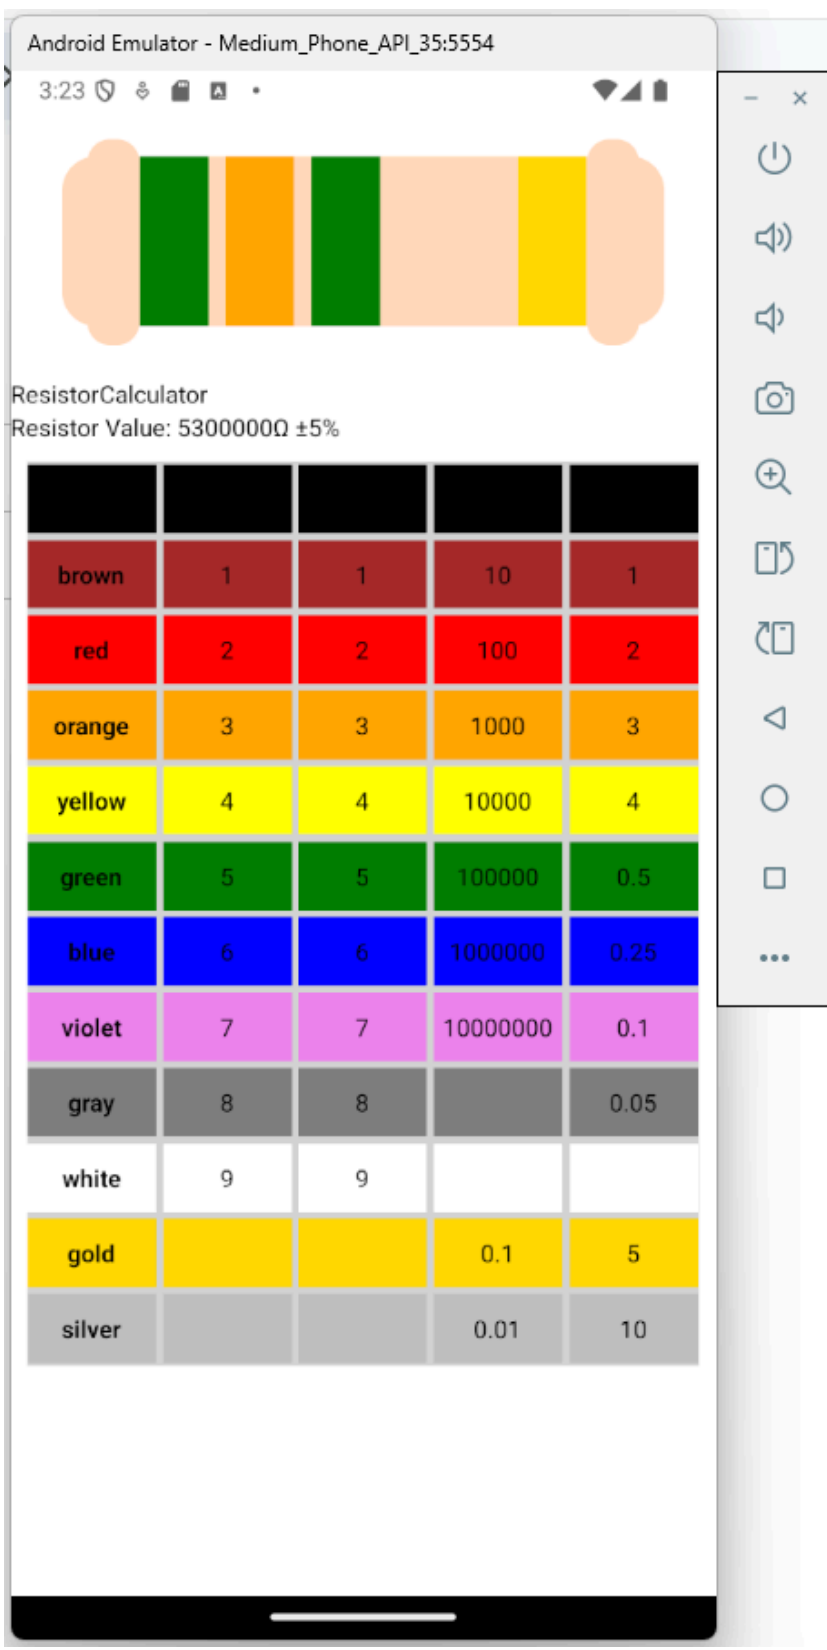 Android Emulator - Medium_Phone_API_35:5554
3:23
ResistorCalculator
Resistor Value: 5300000Ω ±5%
brown 1 1 10 1
red 2 2 100 2
orange 3 3 1000 3
yellow 4 4 10000 4
green 5 5 100000 0.5
blue 6 6 1000000 0.25
violet 7 7 10000000 0.1
gray 8 8 0.05
white 9 9
gold 0.1 5
silver 0.01 10